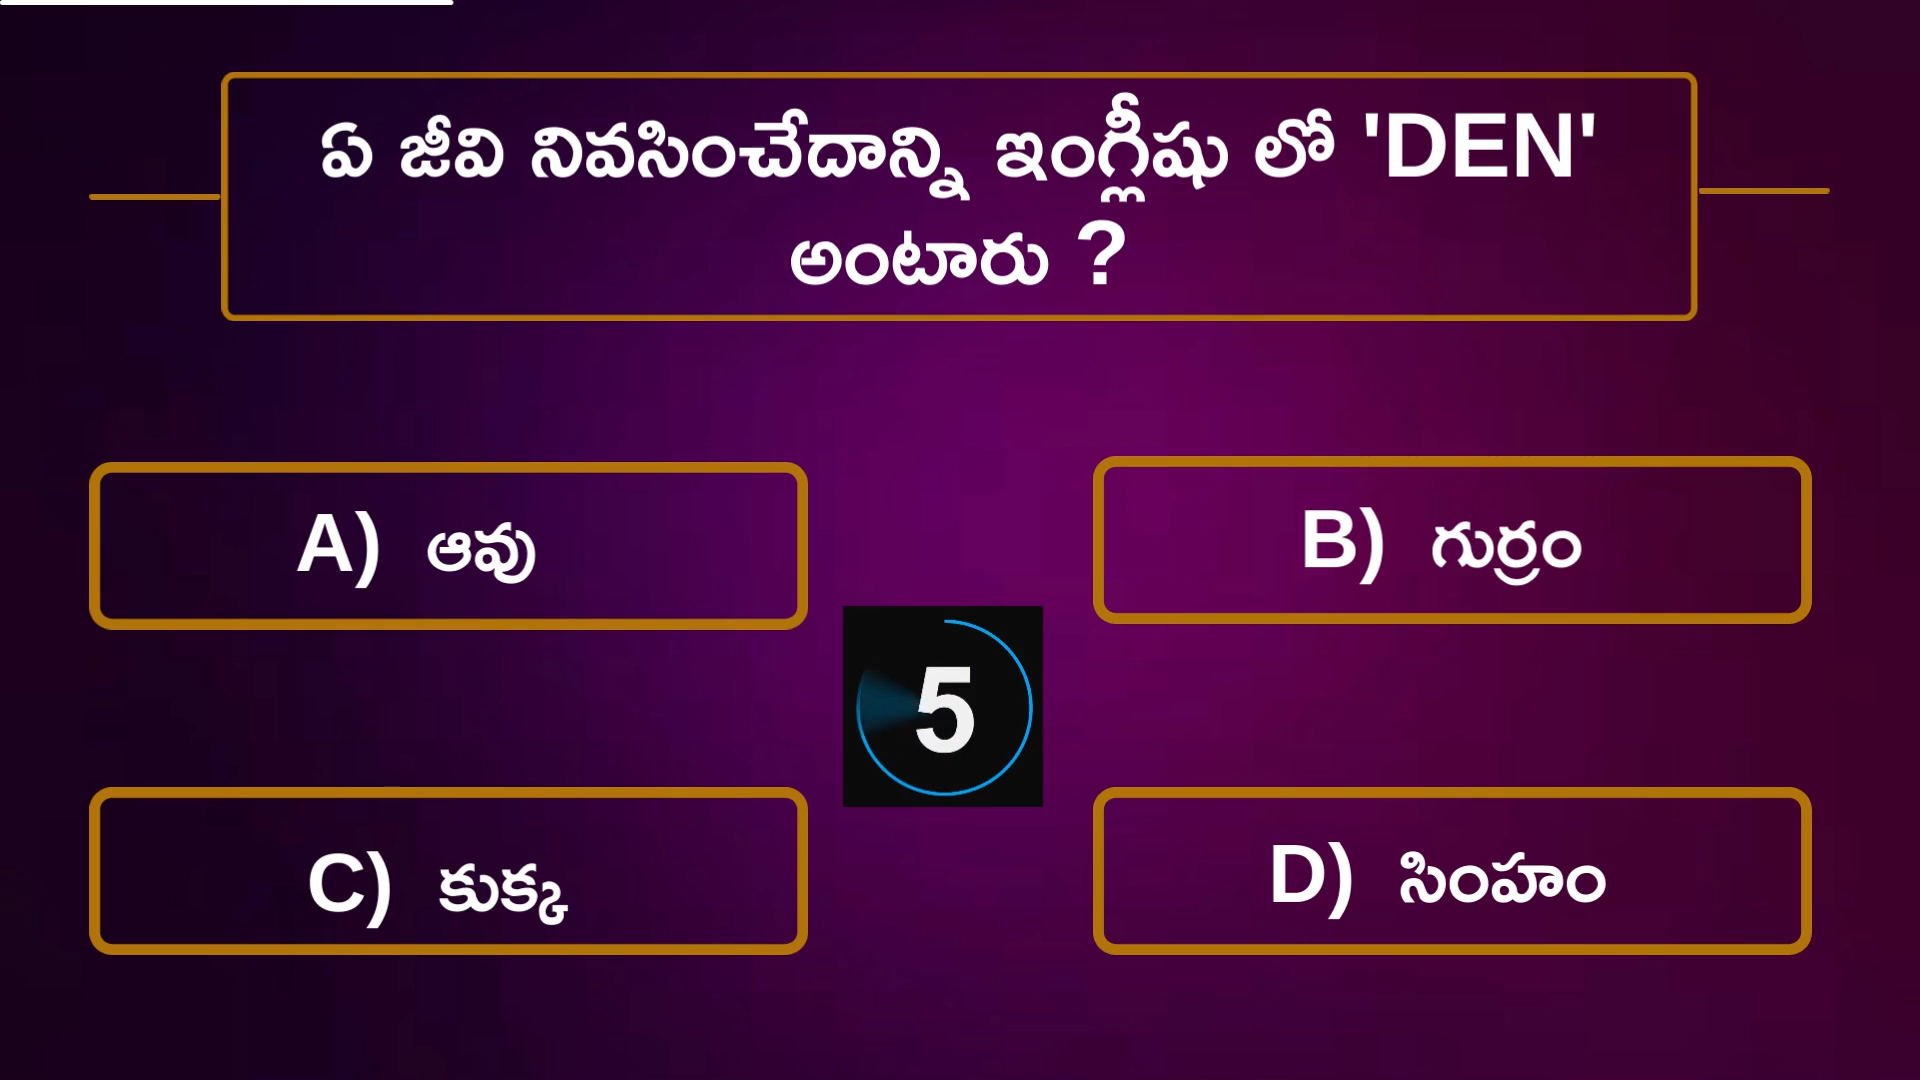 ఏ జీవి నివసించేదాన్ని ఇంగ్లీషు లో 'DEN'
అంటారు ?
A) ఆవు
B) గుర్రం
5
C) కుక్క
D) సింహం